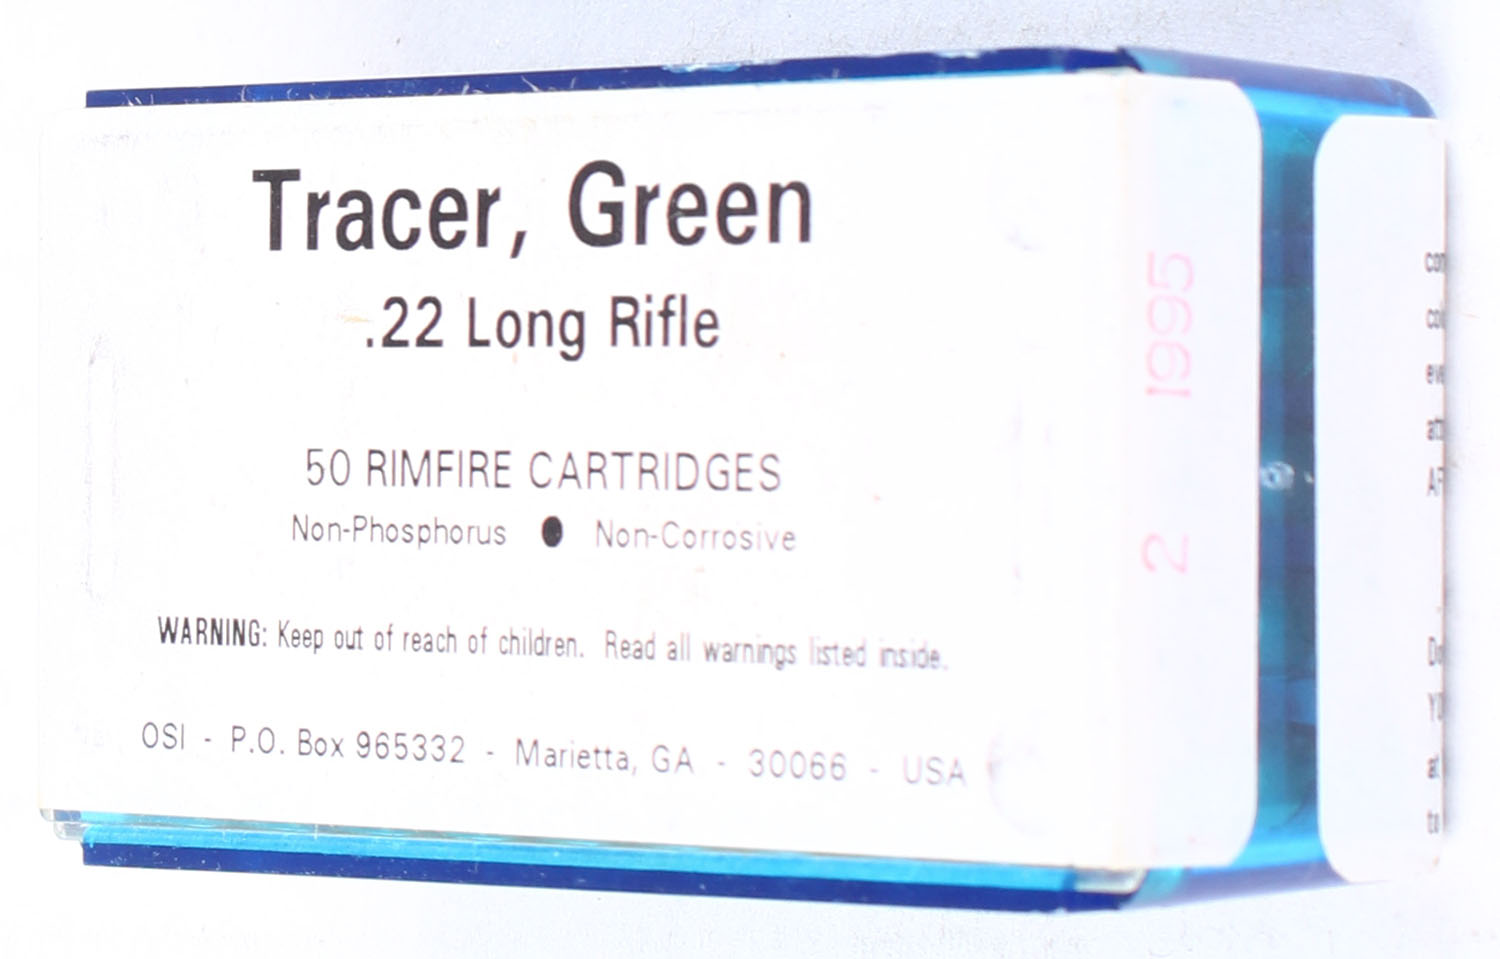 Tracer, Green
.22 Long Rifle
50 RIMFIRE CARTRIDGES
Non-Phosphorus ● Non-Corrosive
WARNING: Keep out of reach of children. Read all warnings listed inside.
OSI - P.O. Box 965332 - Marietta, GA - 30066 - USA
2 1995
to